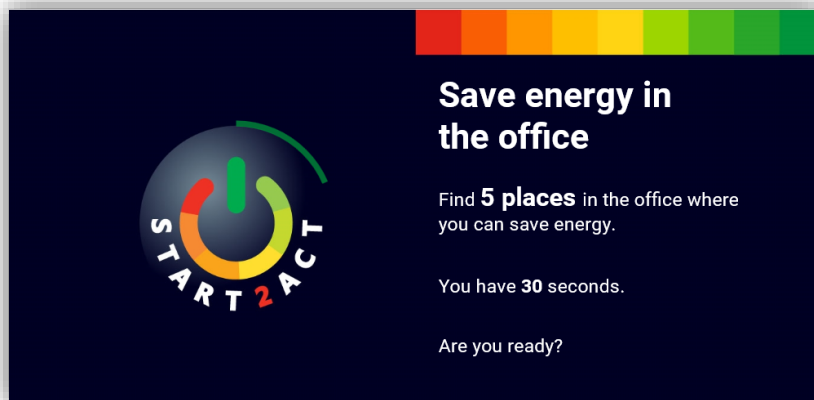 START2ACT
Save energy in
the office
Find 5 places in the office where
you can save energy.
You have 30 seconds.
Are you ready?